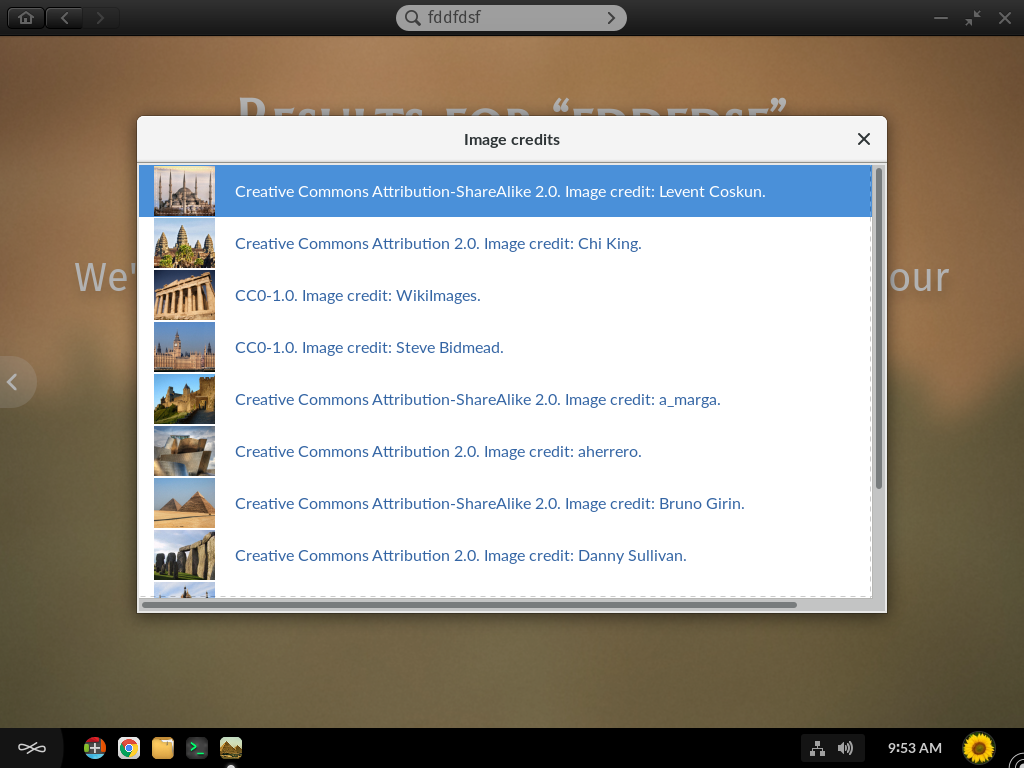 fddfdsf
RESULTS FOR “FDDFDSF”
Image credits
Creative Commons Attribution-ShareAlike 2.0. Image credit: Levent Coskun.
Creative Commons Attribution 2.0. Image credit: Chi King.
We'
our
CC0-1.0. Image credit: WikiImages.
CC0-1.0. Image credit: Steve Bidmead.
Creative Commons Attribution-ShareAlike 2.0. Image credit: a_marga.
Creative Commons Attribution 2.0. Image credit: aherrero.
Creative Commons Attribution-ShareAlike 2.0. Image credit: Bruno Girin.
Creative Commons Attribution 2.0. Image credit: Danny Sullivan.
9:53 AM